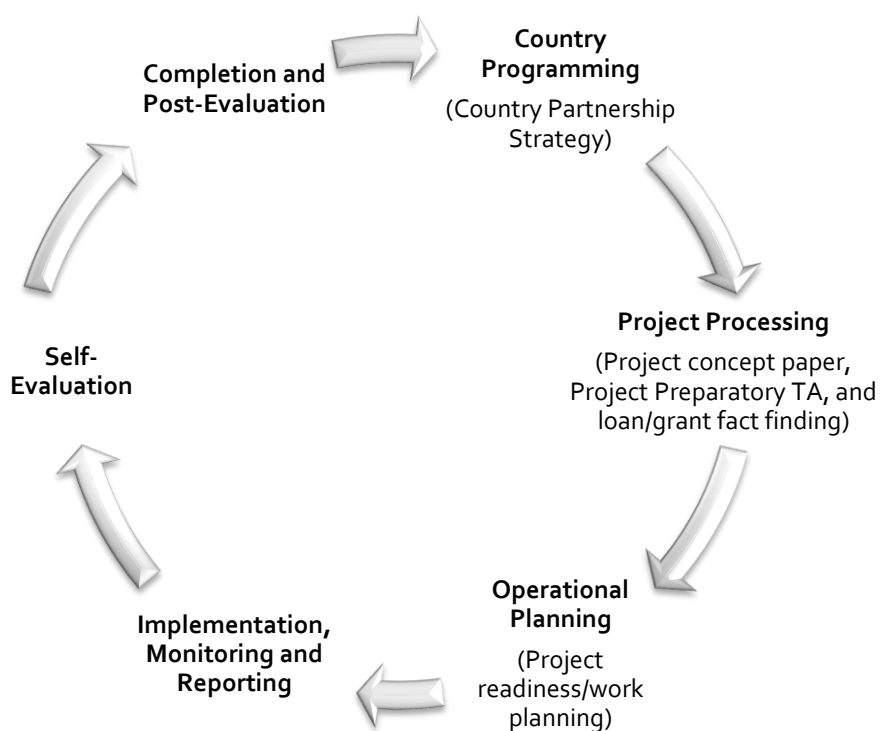 Country
Programming
(Country Partnership
Strategy)
Project Processing
(Project concept paper,
Project Preparatory TA, and
loan/grant fact finding)
Operational
Planning
(Project
readiness/work
planning)
Implementation,
Monitoring and
Reporting
Self-
Evaluation
Completion and
Post-Evaluation